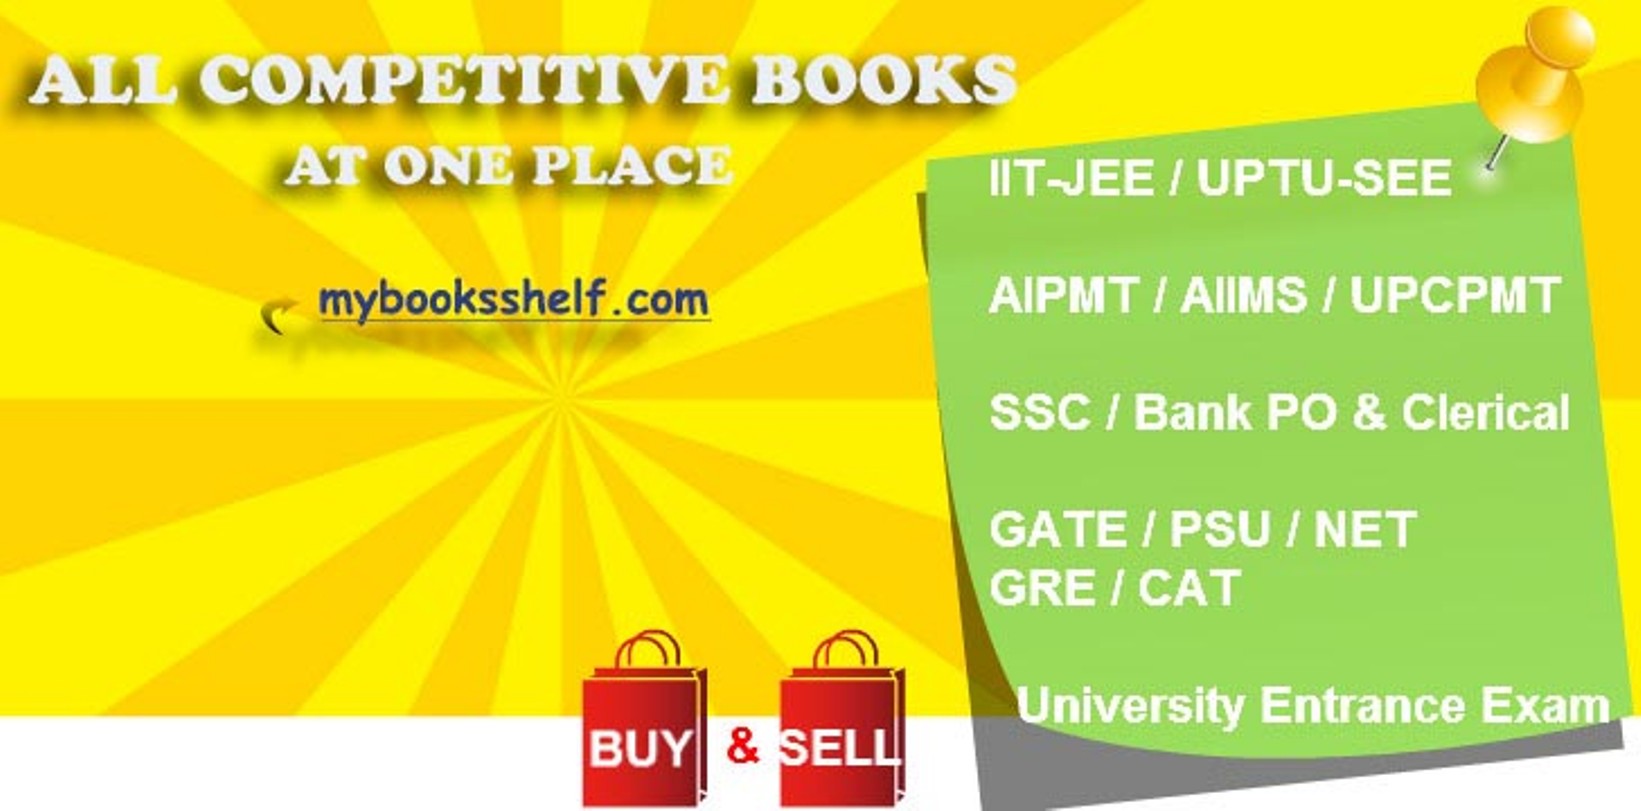 ALL COMPETITIVE BOOKS
AT ONE PLACE
mybooksshelf.com
IIT-JEE / UPTU-SEE
AIPMT / AIIMS / UPCPMT
SSC / Bank PO & Clerical
GATE / PSU / NET
GRE / CAT
University Entrance Exam
BUY & SELL